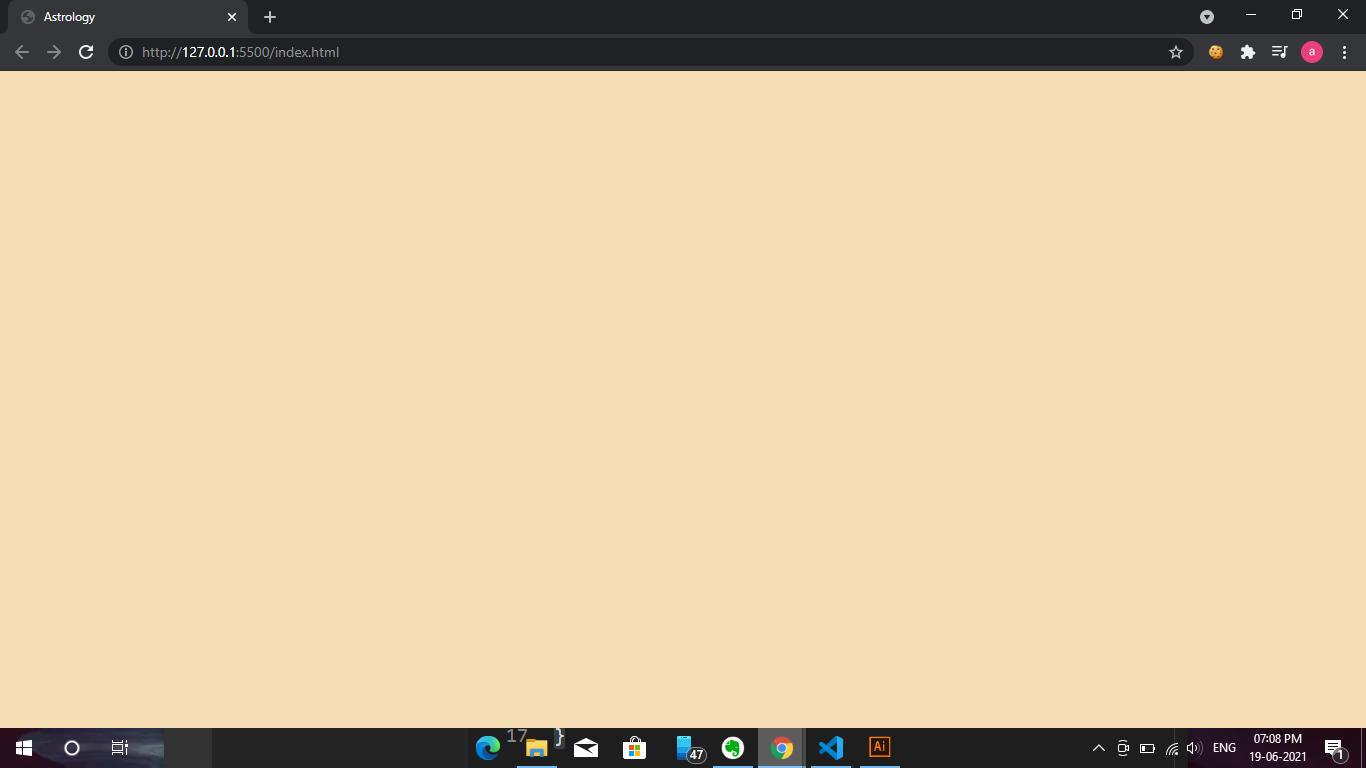 Astrology
http://127.0.0.1:5500/index.html
a
17 }
47
Ai
ENG
07:08 PM
19-06-2021
1